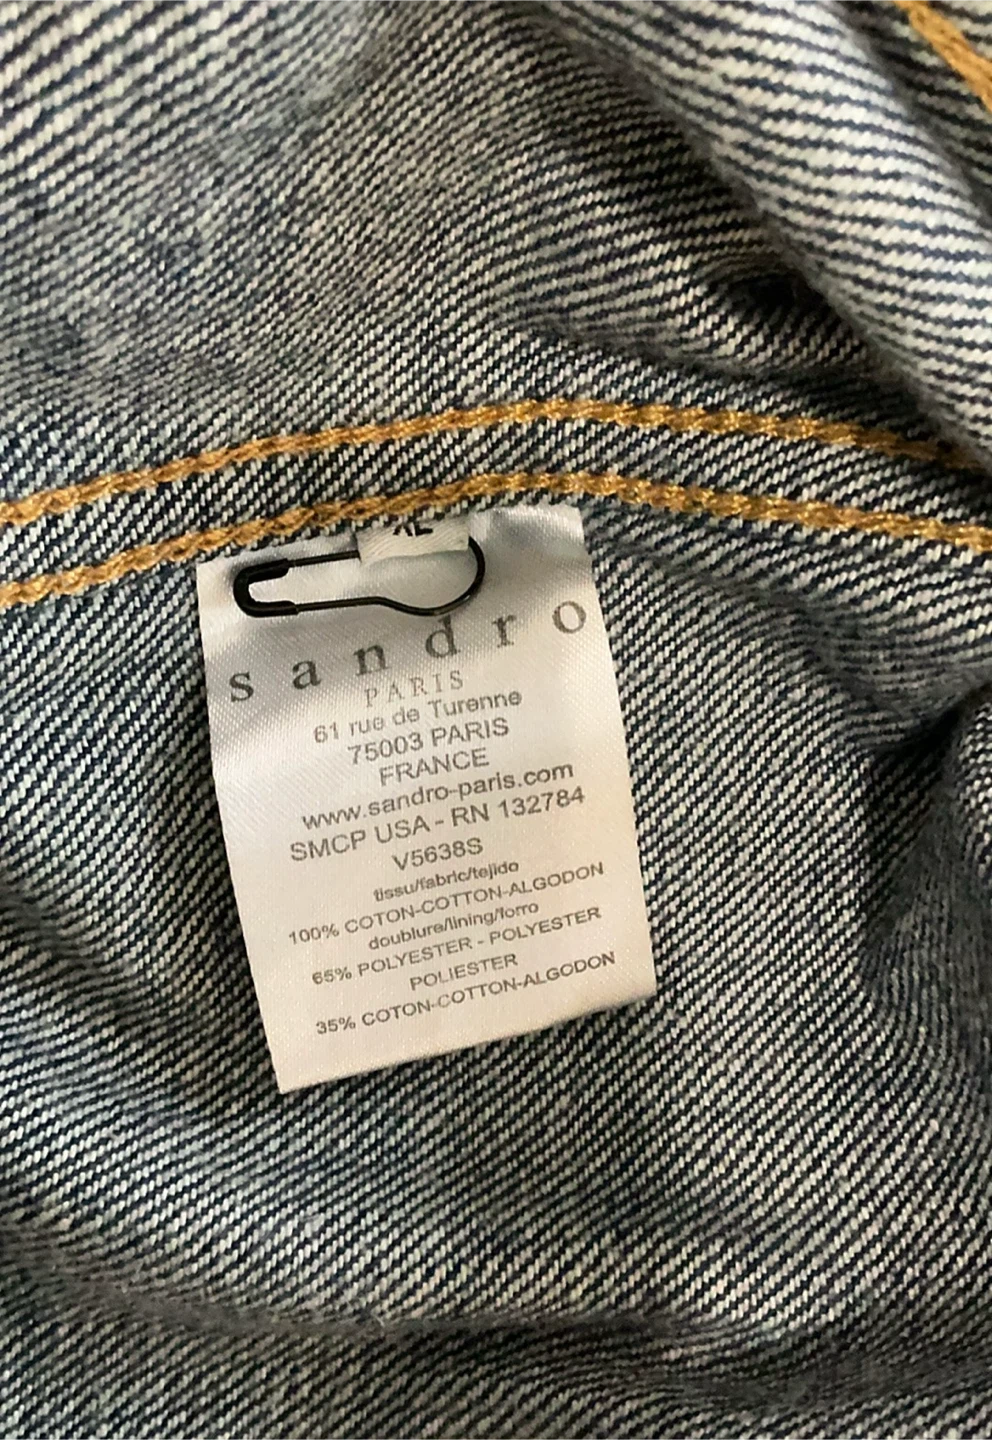 XL
sandro
PARIS
61 rue de Turenne
75003 PARIS
FRANCE
www.sandro-paris.com
SMCP USA - RN 132784
V5638S
tissu/fabric/tejido
100% COTON-COTTON-ALGODON
doublure/lining/forro
65% POLYESTER - POLYESTER
POLIESTER
35% COTON-COTTON-ALGODON